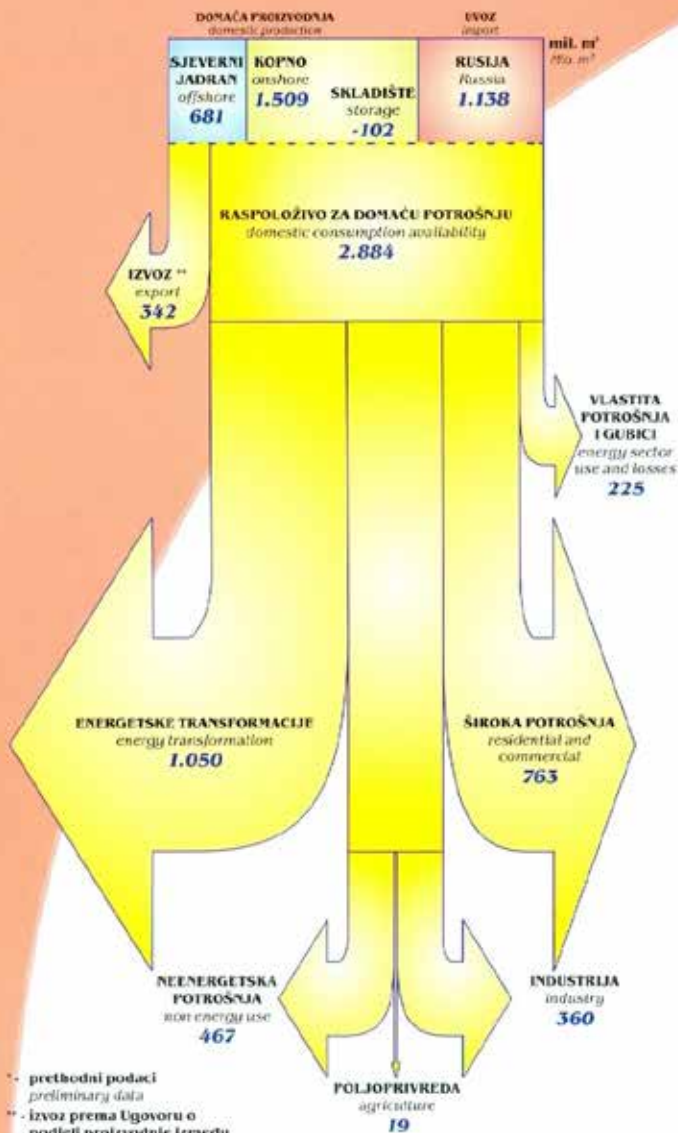 DOMAĆA PROIZVODNJA
domestic production
UVOZ
import
mil. m³
Mio. m³
SJEVERNI
JADRAN
offshore
681
KOPNO
onshore
1.509
SKLADIŠTE
storage
-102
RUSIJA
Russia
1.138
RASPOLOŽIVO ZA DOMAĆU POTROŠNJU
domestic consumption availability
2.884
IZVOZ **
export
342
VLASTITA
POTROŠNJA
I GUBICI
energy sector
use and losses
225
ENERGETSKE TRANSFORMACIJE
energy transformation
1.050
ŠIROKA POTROŠNJA
residential and
commercial
763
NEENERGETSKA
POTROŠNJA
non energy use
467
INDUSTRIJA
industry
360
POLJOPRIVREDA
agriculture
19
* - prethodni podaci
preliminary data
** - izvoz prema Ugovoru o
podjeli proizvodnje između